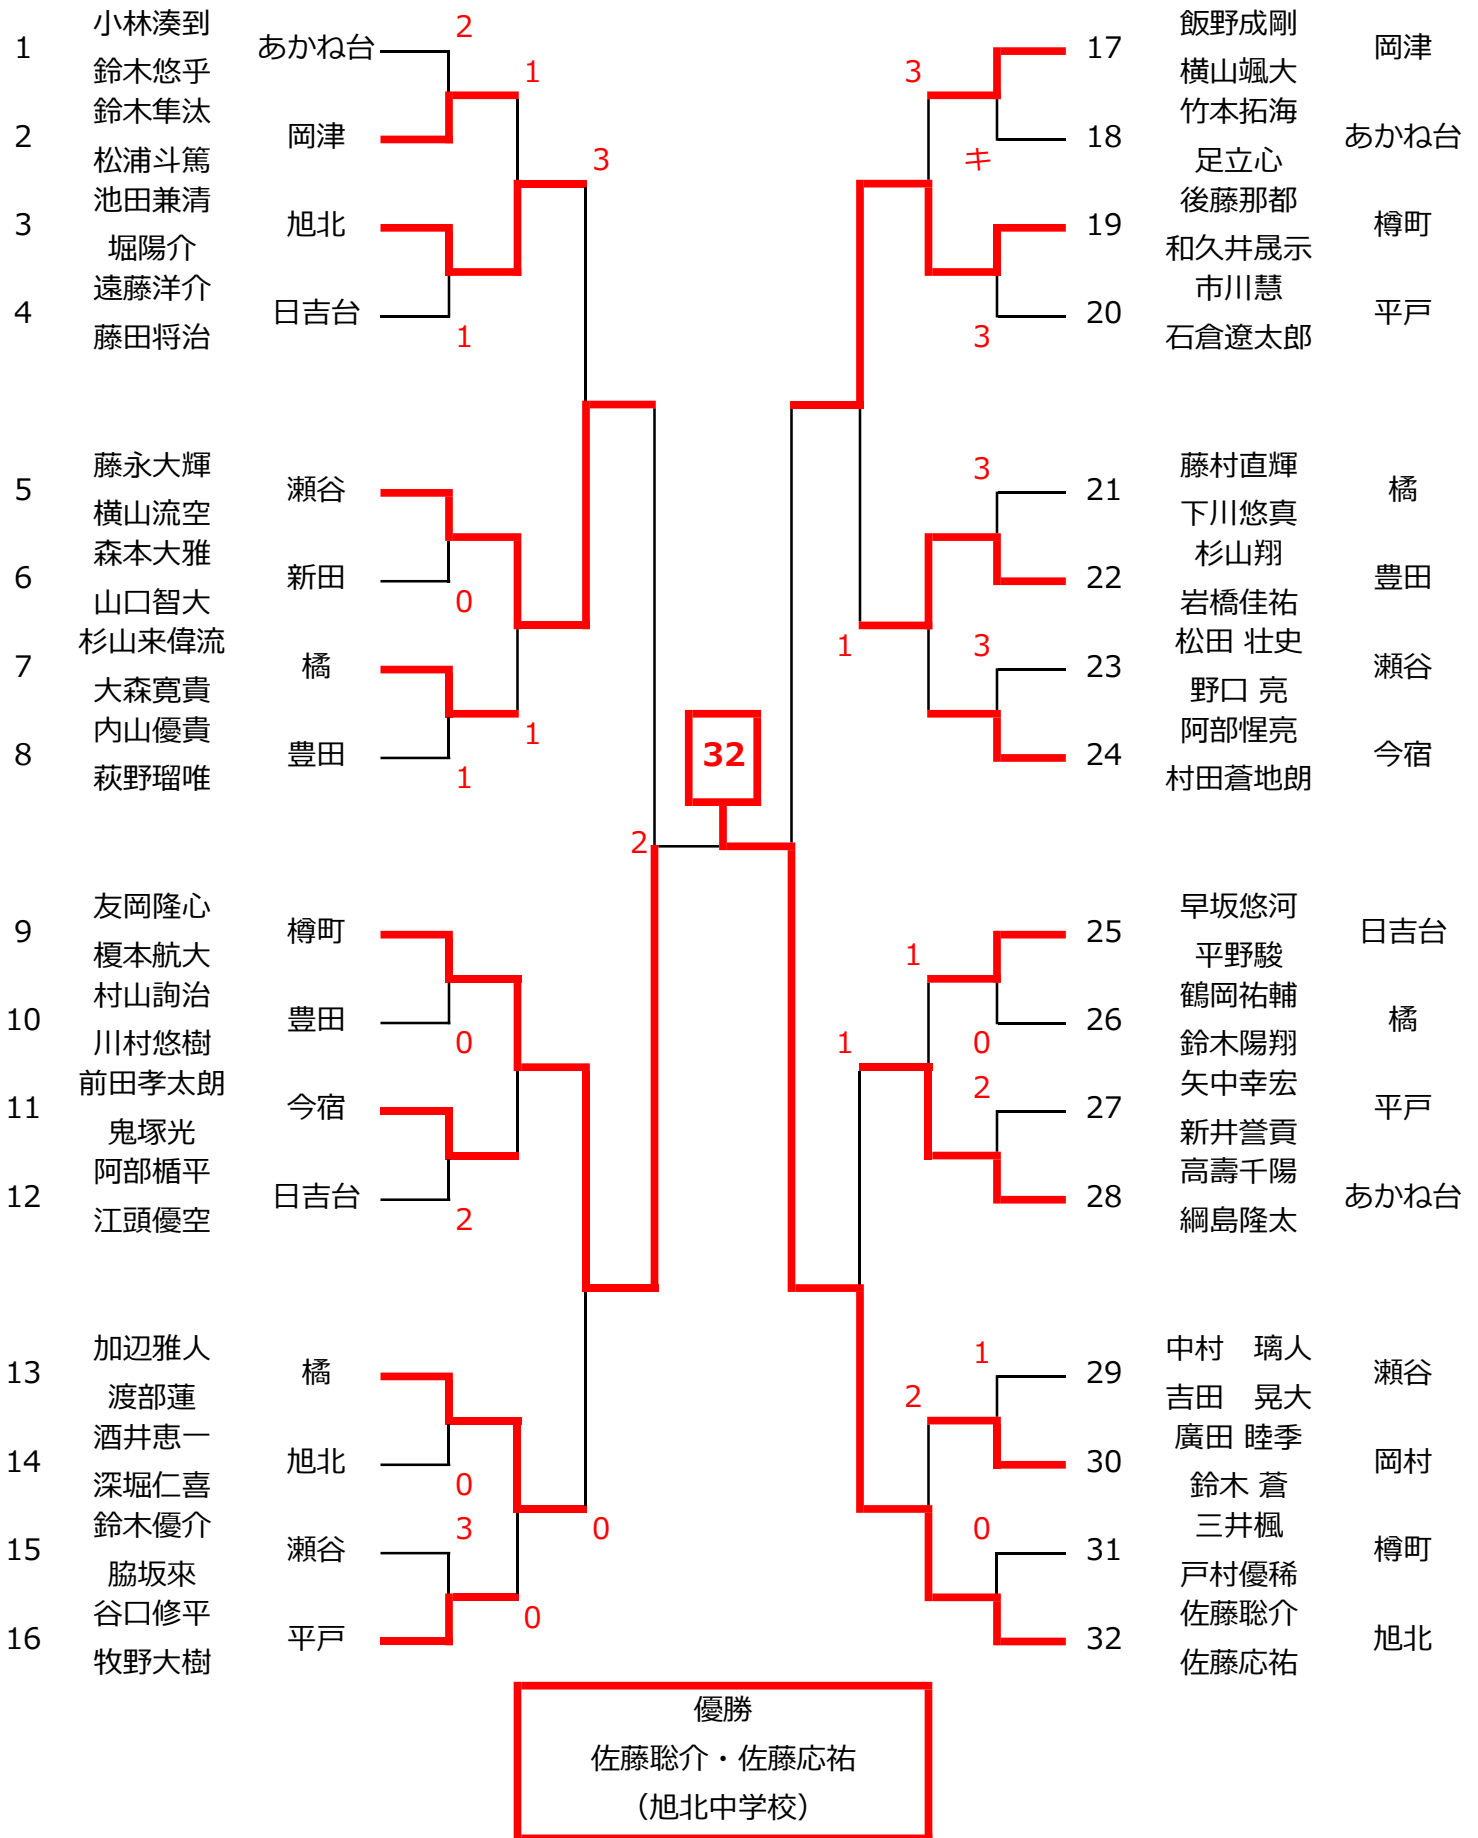 小林湊到
1 あかね台
鈴木悠乎
2
1
鈴木隼汰
2 岡津
松浦斗篤
3
池田兼清
3 旭北
堀陽介
遠藤洋介
4 日吉台
藤田将治
1
藤永大輝
5 瀬谷
横山流空
森本大雅
6 新田
山口智大
0
杉山来偉流
7 橘
大森寛貴
内山優貴
8 豊田
萩野瑠唯
1
1
2
友岡隆心
9 樽町
榎本航大
村山詢治
10 豊田
川村悠樹
0
前田孝太朗
11 今宿
鬼塚光
阿部楯平
12 日吉台
江頭優空
2
加辺雅人
13 橘
渡部蓮
酒井恵一
14 旭北
深堀仁喜
0
鈴木優介
15 瀬谷
脇坂來
3
0
谷口修平
16 平戸
牧野大樹
0
32
飯野成剛
17 岡津
横山颯大
3
竹本拓海
18 あかね台
足立心
キ
後藤那都
19 樽町
和久井晟示
市川慧
20 平戸
石倉遼太郎
3
藤村直輝
21 橘
下川悠真
3
杉山翔
22 豊田
岩橋佳祐
松田 壮史
23 瀬谷
野口 亮
3
1
阿部惺亮
24 今宿
村田蒼地朗
早坂悠河
25 日吉台
平野駿
1
鶴岡祐輔
26 橘
鈴木陽翔
0
1
矢中幸宏
27 平戸
新井誉貢
2
高壽千陽
28 あかね台
綱島隆太
中村　璃人
29 瀬谷
吉田　晃大
1
2
廣田 睦季
30 岡村
鈴木 蒼
三井楓
31 樽町
戸村優稀
0
佐藤聡介
32 旭北
佐藤応祐
優勝
佐藤聡介・佐藤応祐
（旭北中学校）